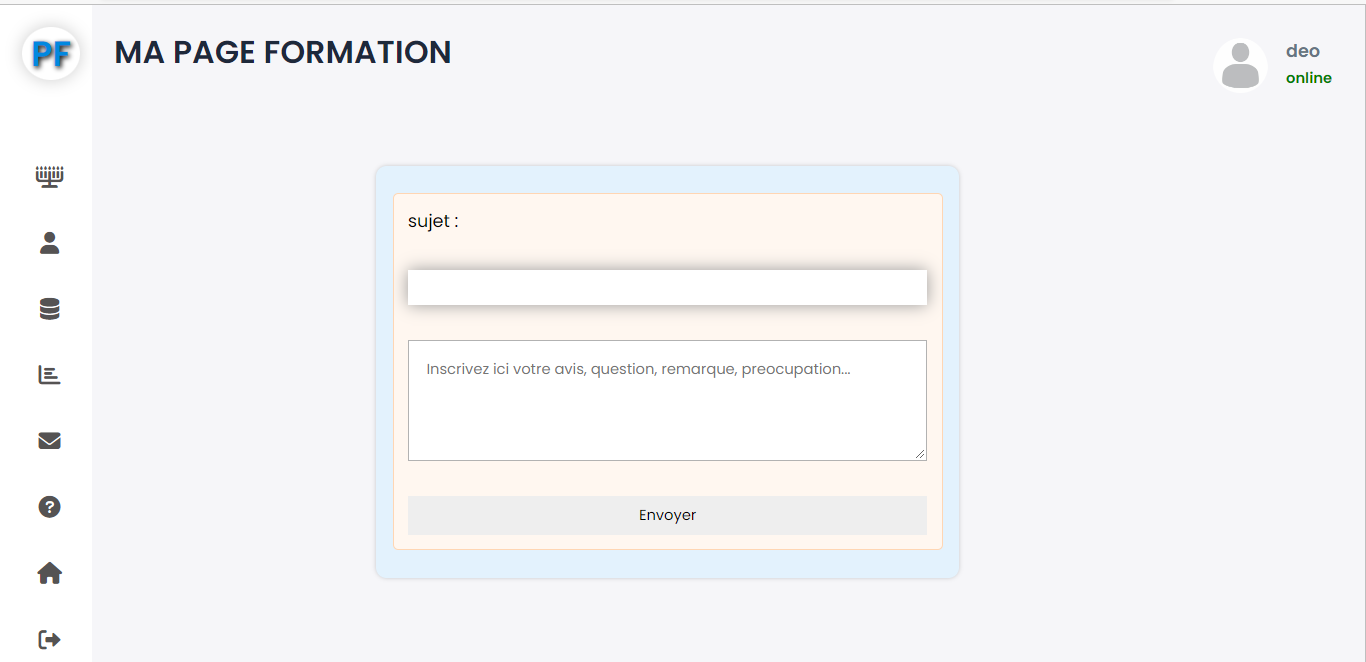 PF
MA PAGE FORMATION
deo
online
sujet :
Inscrivez ici votre avis, question, remarque, preocupation...
?
Envoyer